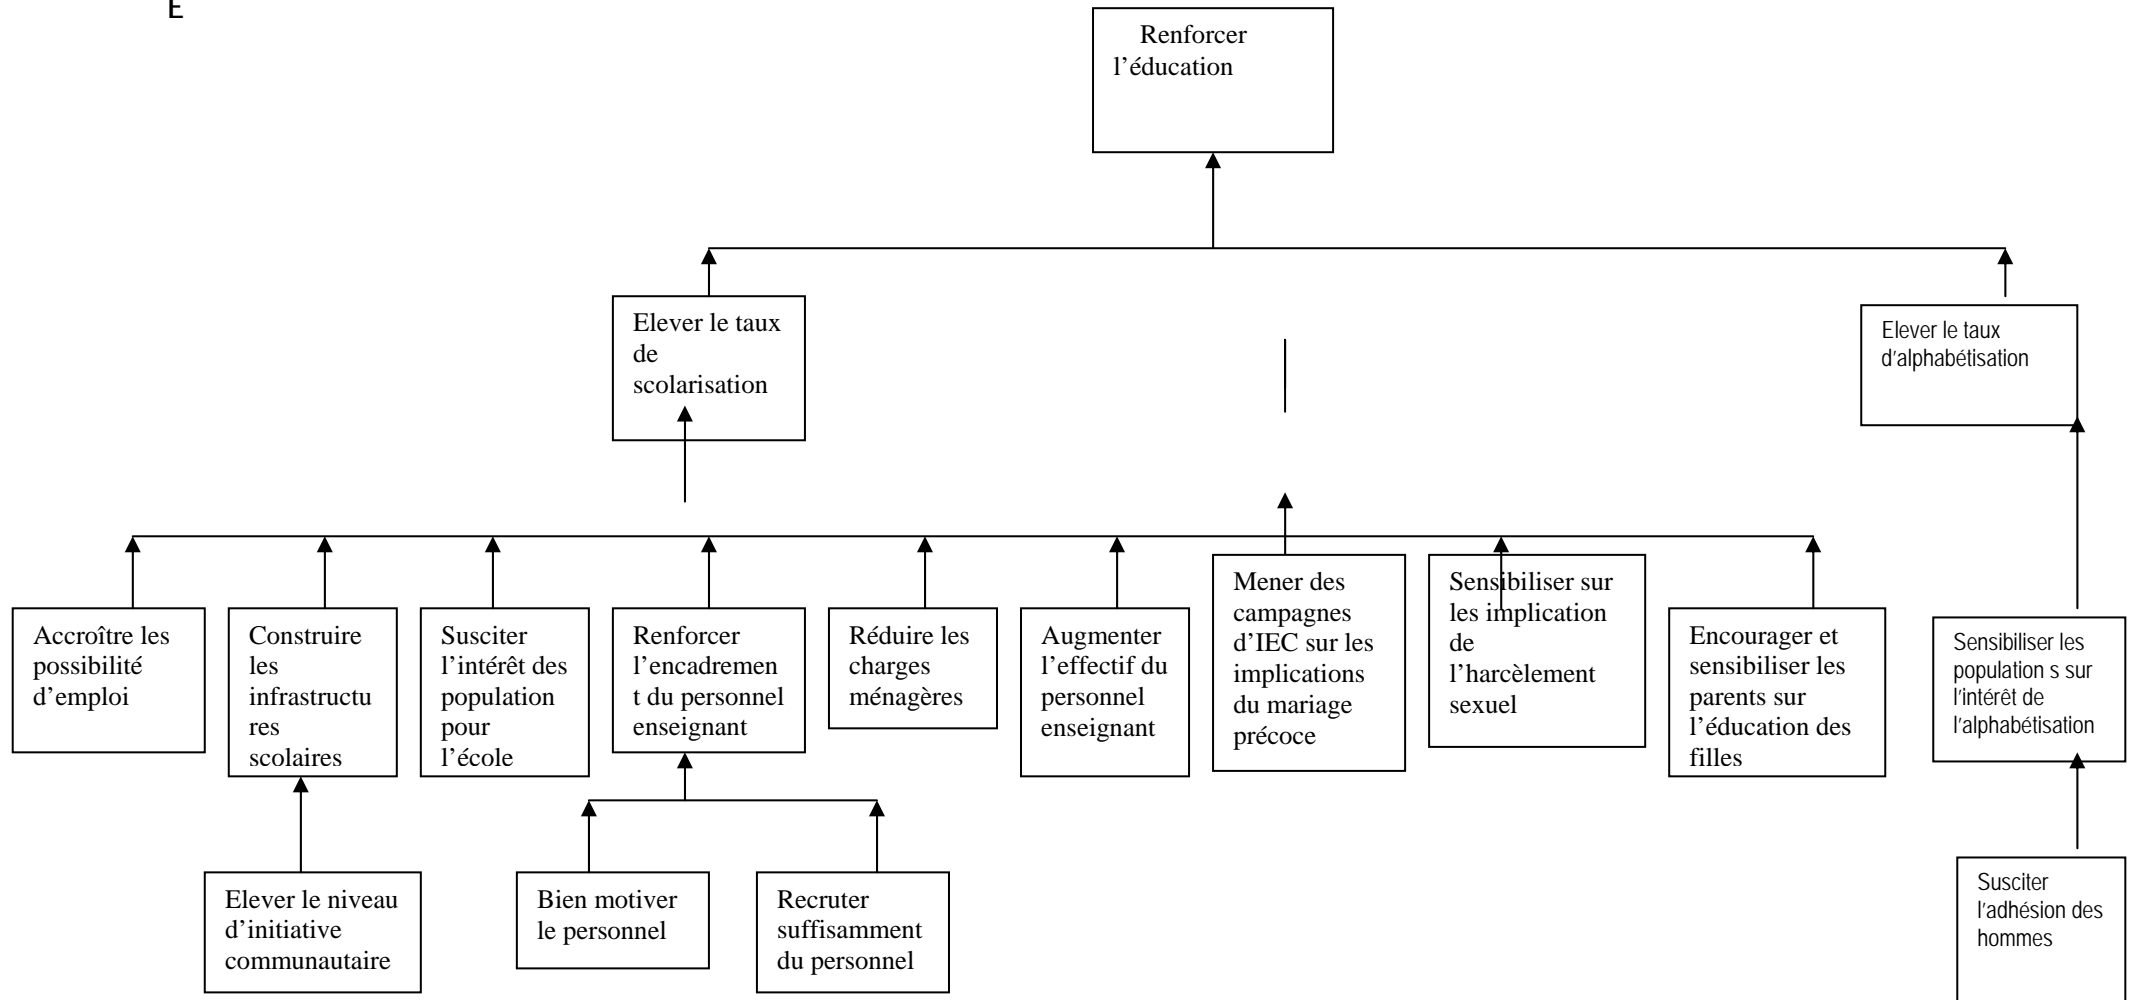 E
Renforcer
l’éducation
Elever le taux
de
scolarisation
Elever le taux
d’alphabétisation
Accroître les
possibilité
d’emploi
Construire
les
infrastructu
res
scolaires
Susciter
l’intérêt des
population
pour
l’école
Renforcer
l’encadremen
t du personnel
enseignant
Réduire les
charges
ménagères
Augmenter
l’effectif du
personnel
enseignant
Mener des
campagnes
d’IEC sur les
implications
du mariage
précoce
Sensibiliser sur
les implication
de
l’harcèlement
sexuel
Encourager et
sensibiliser les
parents sur
l’éducation des
filles
Sensibiliser les
population s sur
l’intérêt de
l’alphabétisation
Elever le niveau
d’initiative
communautaire
Bien motiver
le personnel
Recruter
suffisamment
du personnel
Susciter
l’adhésion des
hommes